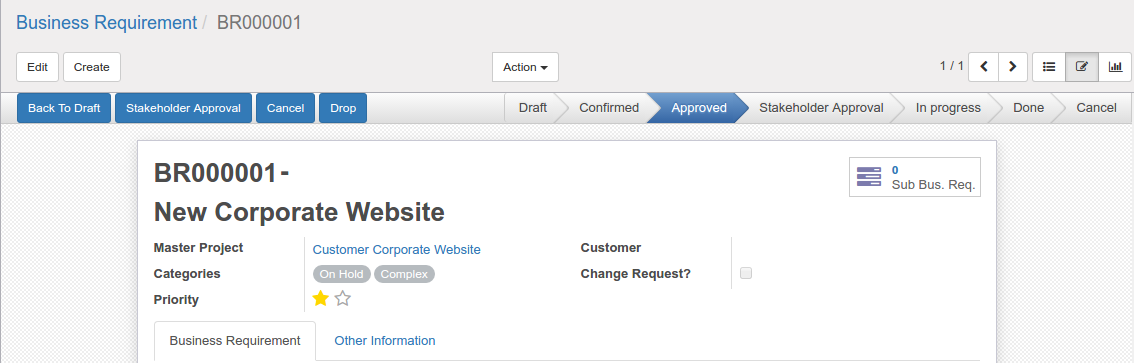 Business Requirement / BR000001
Edit Create Action 1 / 1
Back To Draft Stakeholder Approval Cancel Drop Draft Confirmed Approved Stakeholder Approval In progress Done Cancel
BR000001-
New Corporate Website
0
Sub Bus. Req.
Master Project Customer Corporate Website Customer
Categories On Hold Complex Change Request?
Priority
Business Requirement Other Information